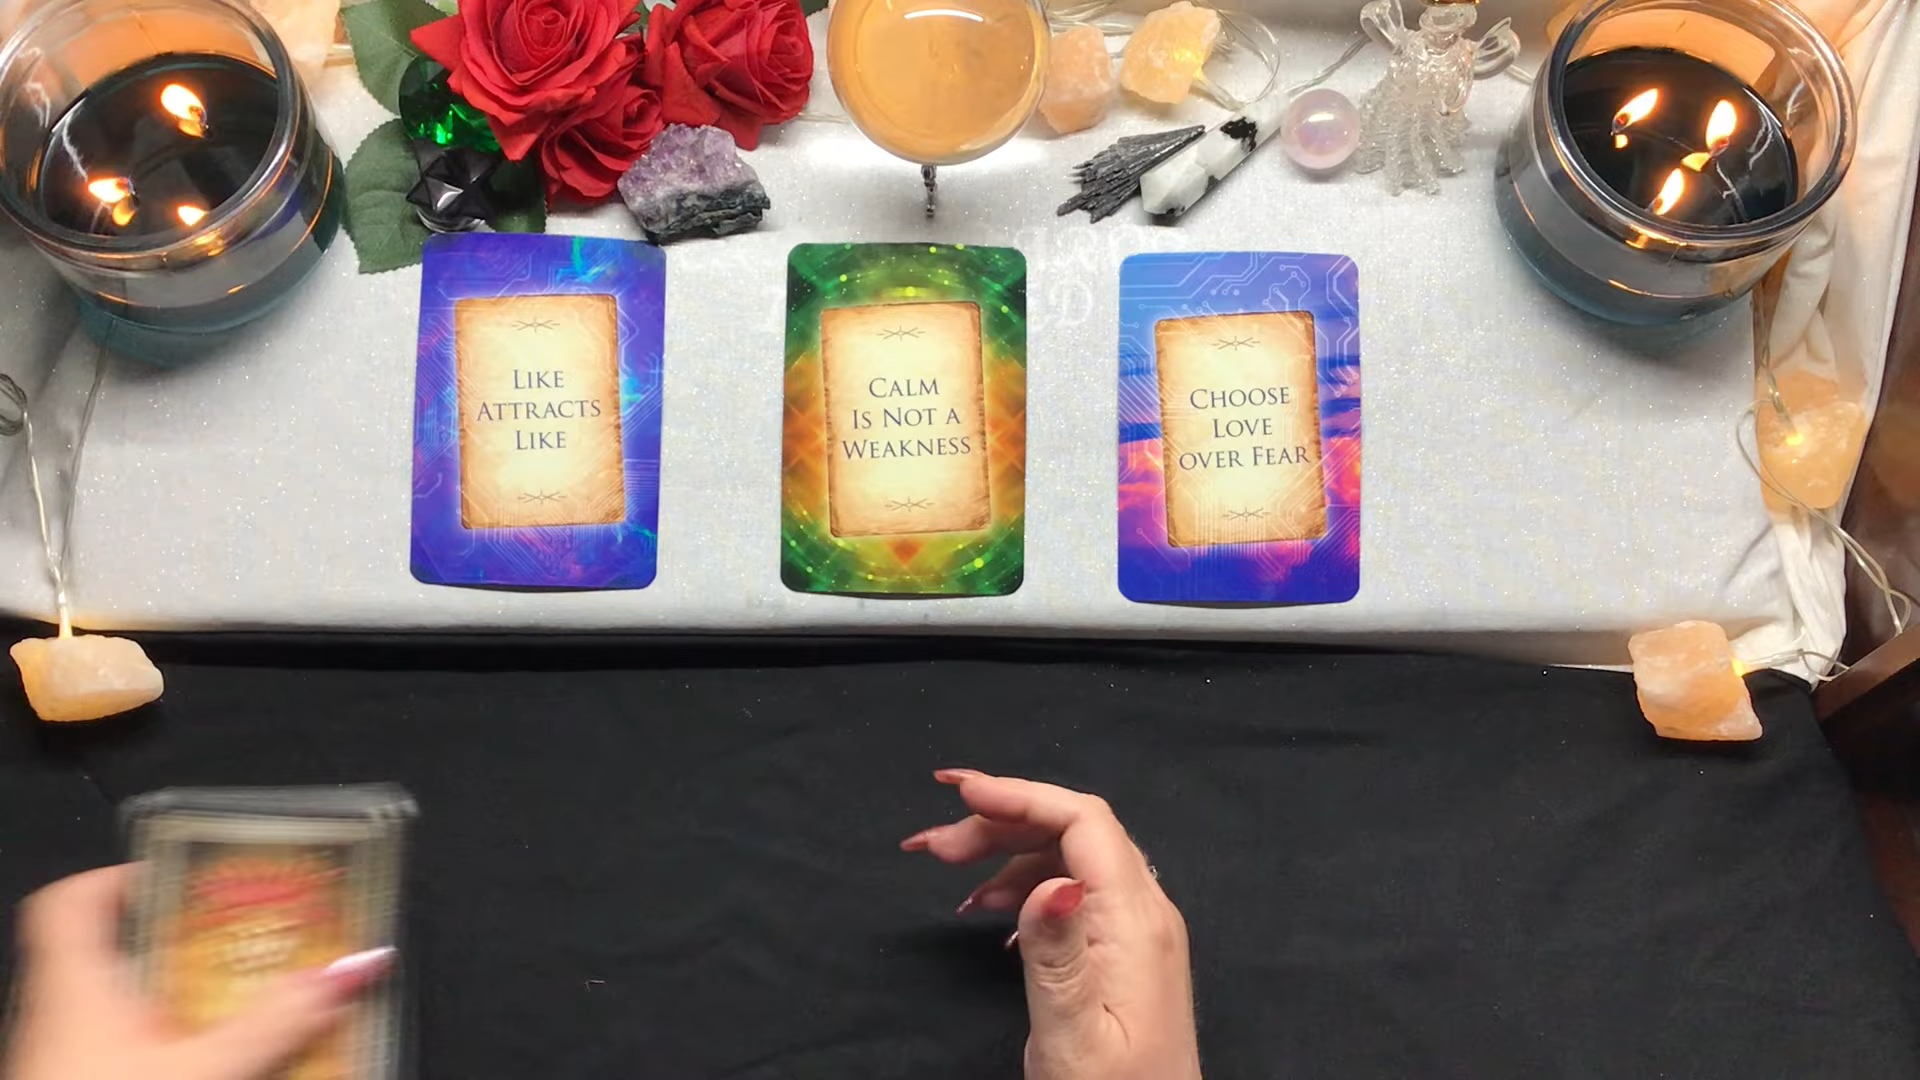 LIKE
ATTRACTS
LIKE
CALM
IS NOT A
WEAKNESS
CHOOSE
LOVE
OVER FEAR